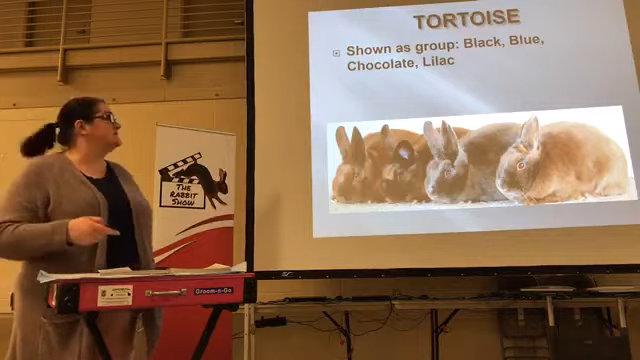 TORTOISE
Shown as group: Black, Blue,
Chocolate, Lilac
THE
RABBIT
SHOW
Groom-n-Go